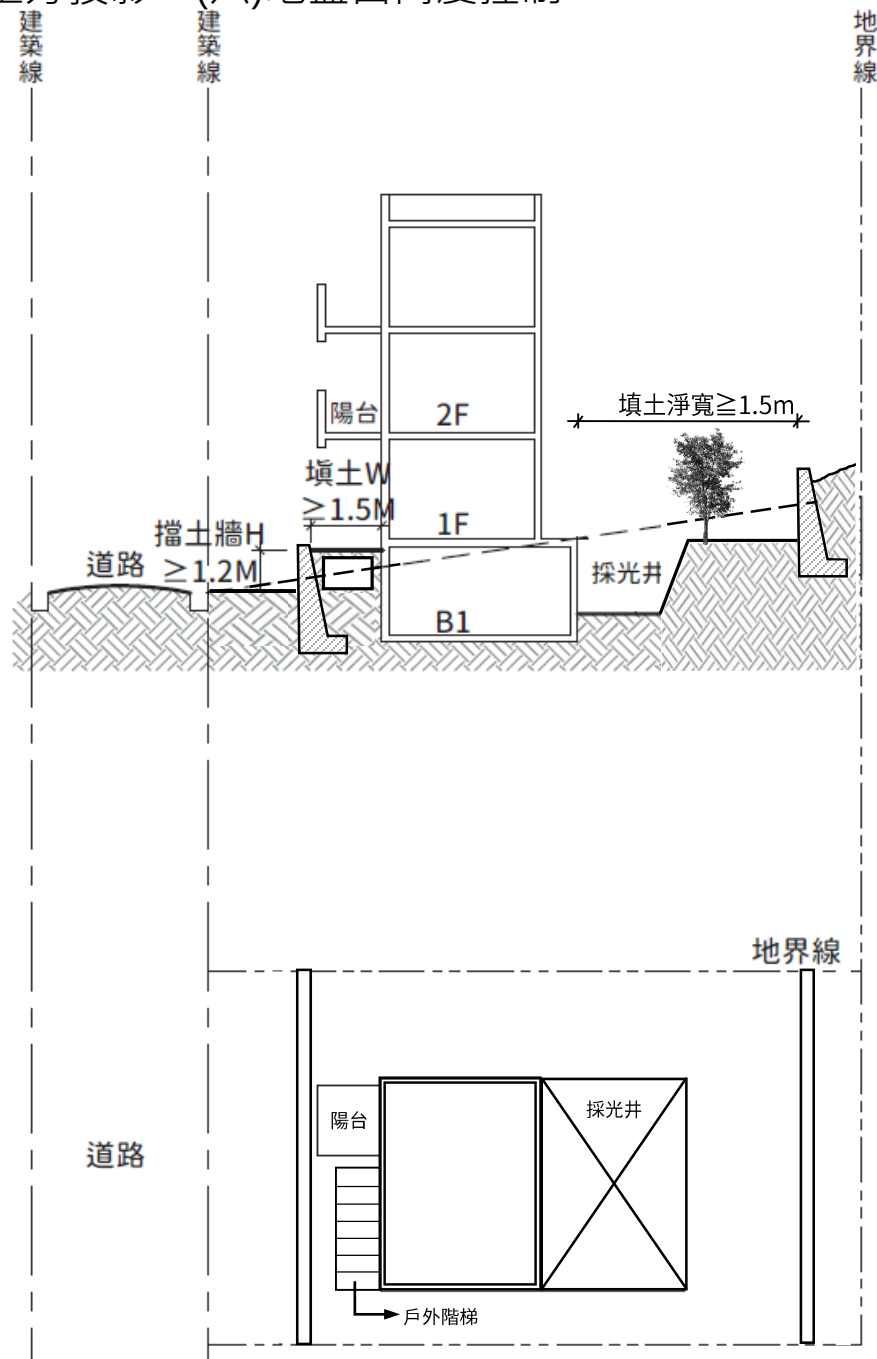 建築線
建築線
地界線
填土淨寬≧1.5m
陽台
2F
填土W
≥1.5M
1F
擋土牆H
≥1.2M
道路
採光井
B1
地界線
陽台
採光井
道路
戶外階梯